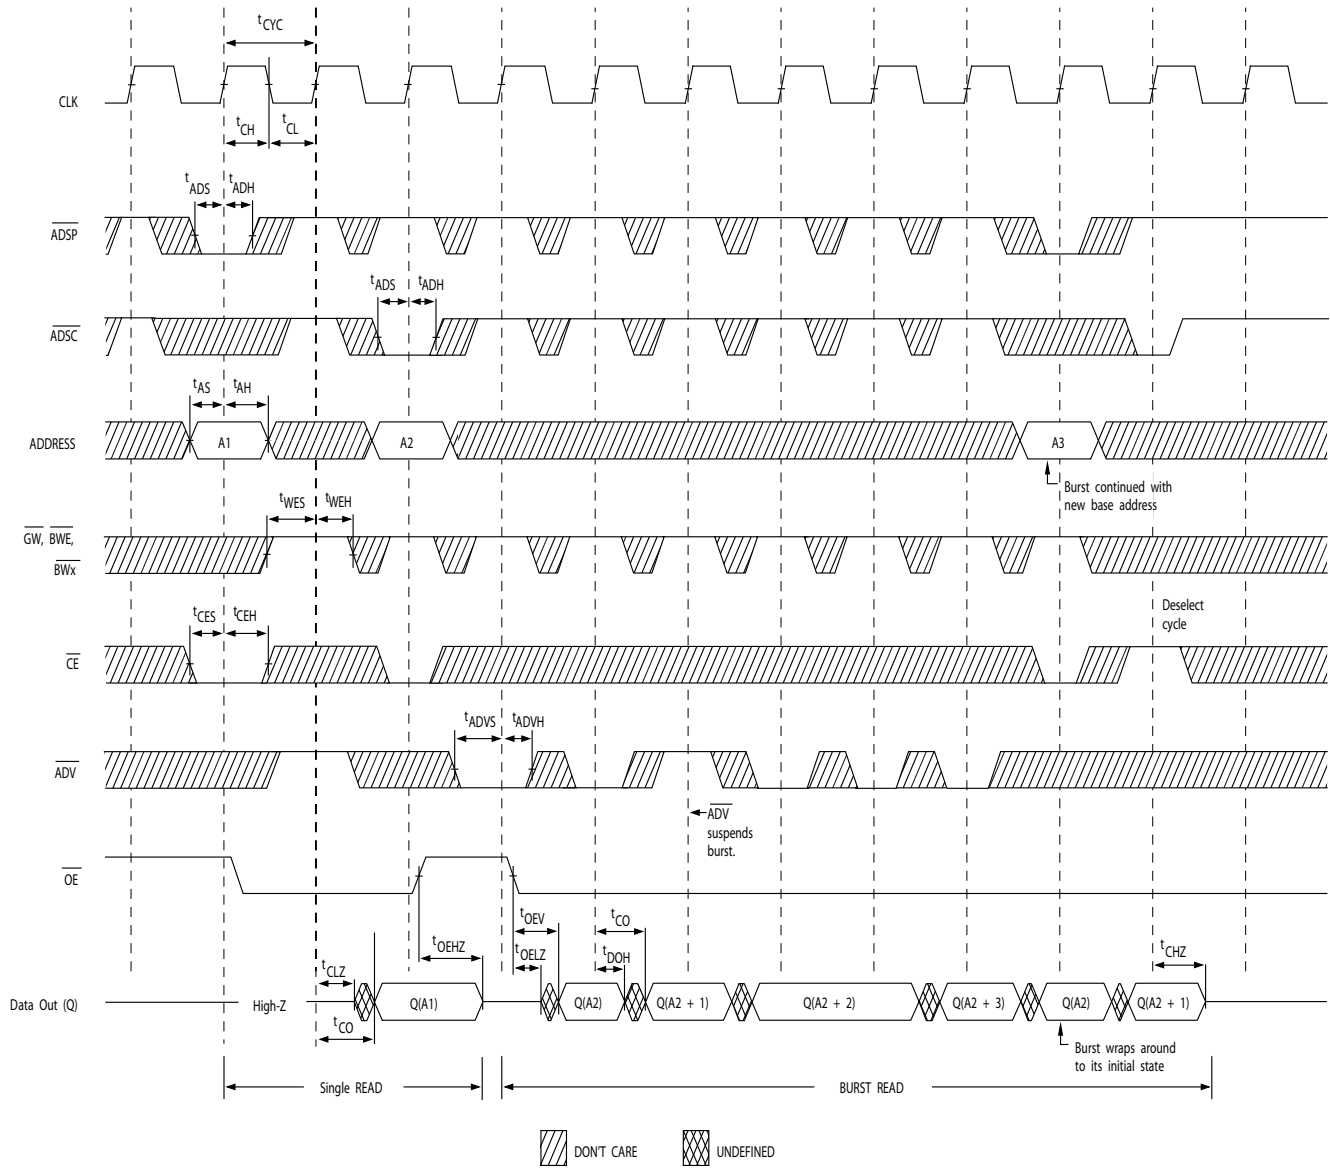 tCYC
CLK
tCH
tCL
tADS
tADH
ADSP
tADS
tADH
ADSC
tAS
tAH
ADDRESS
A1
A2
A3
Burst continued with
new base address
tWES
tWEH
GW, BWE,
BWx
tCES
tCEH
Deselect
cycle
CE
tADVS
tADVH
ADV
ADV
suspends
burst.
OE
tOEV
tCO
tOEHZ
tOELZ
tDOH
tCHZ
tCLZ
Data Out (Q)
High-Z
Q(A1)
Q(A2)
Q(A2 + 1)
Q(A2 + 2)
Q(A2 + 3)
Q(A2)
Q(A2 + 1)
tCO
Burst wraps around
to its initial state
Single READ
BURST READ
DON'T CARE
UNDEFINED